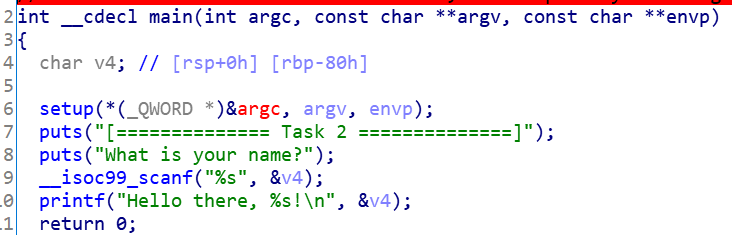 2 int __cdecl main(int argc, const char **argv, const char **envp)
3 {
4 char v4; // [rsp+0h] [rbp-80h]
5
6 setup(*(_QWORD *)&argc, argv, envp);
7 puts("[============== Task 2 ==============]");
8 puts("What is your name?");
9 __isoc99_scanf("%s", &v4);
.0 printf("Hello there, %s!\n", &v4);
.1 return 0;